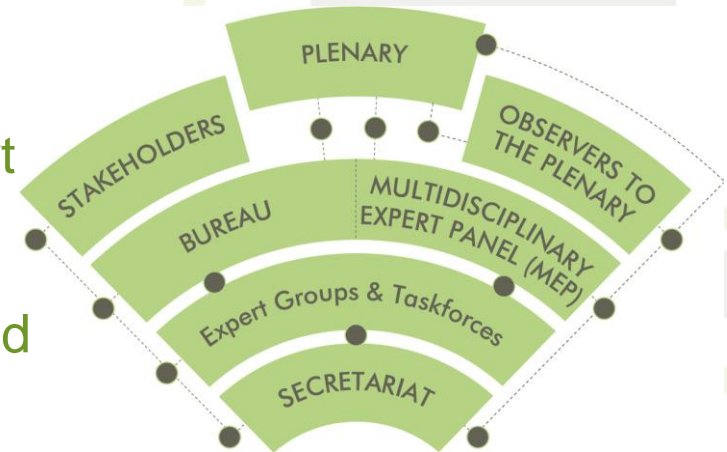 PLENARY
STAKEHOLDERS
OBSERVERS TO
THE PLENARY
t
BUREAU
MULTIDISCIPLINARY
EXPERT PANEL (MEP)
Expert Groups & Taskforces
d
SECRETARIAT